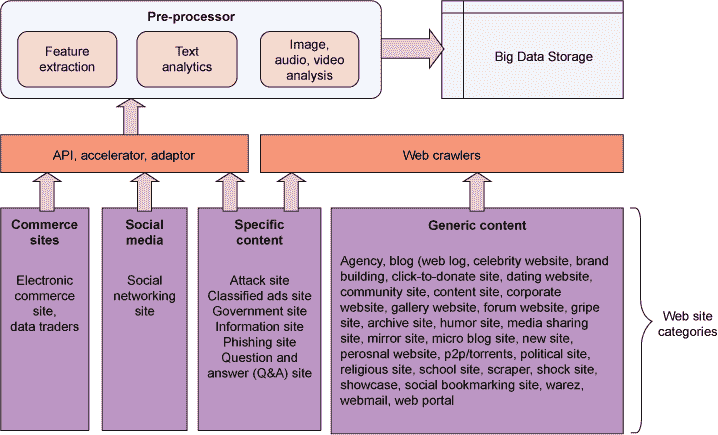 Pre-processor
Feature
extraction
Text
analytics
Image,
audio, video
analysis
Big Data Storage
API, accelerator, adaptor
Web crawlers
Commerce
sites
Electronic
commerce
site,
data traders
Social
media
Social
networking
site
Specific
content
Attack site
Classified ads site
Government site
Information site
Phishing site
Question and
answer (Q&A) site
Generic content
Agency, blog (web log, celebrity website, brand
building, click-to-donate site, dating website,
community site, content site, corporate
website, gallery website, forum website, gripe
site, archive site, humor site, media sharing
site, mirror site, micro blog site, new site,
perosnal website, p2p/torrents, political site,
religious site, school site, scraper, shock site,
showcase, social bookmarking site, warez,
webmail, web portal
Web site
categories